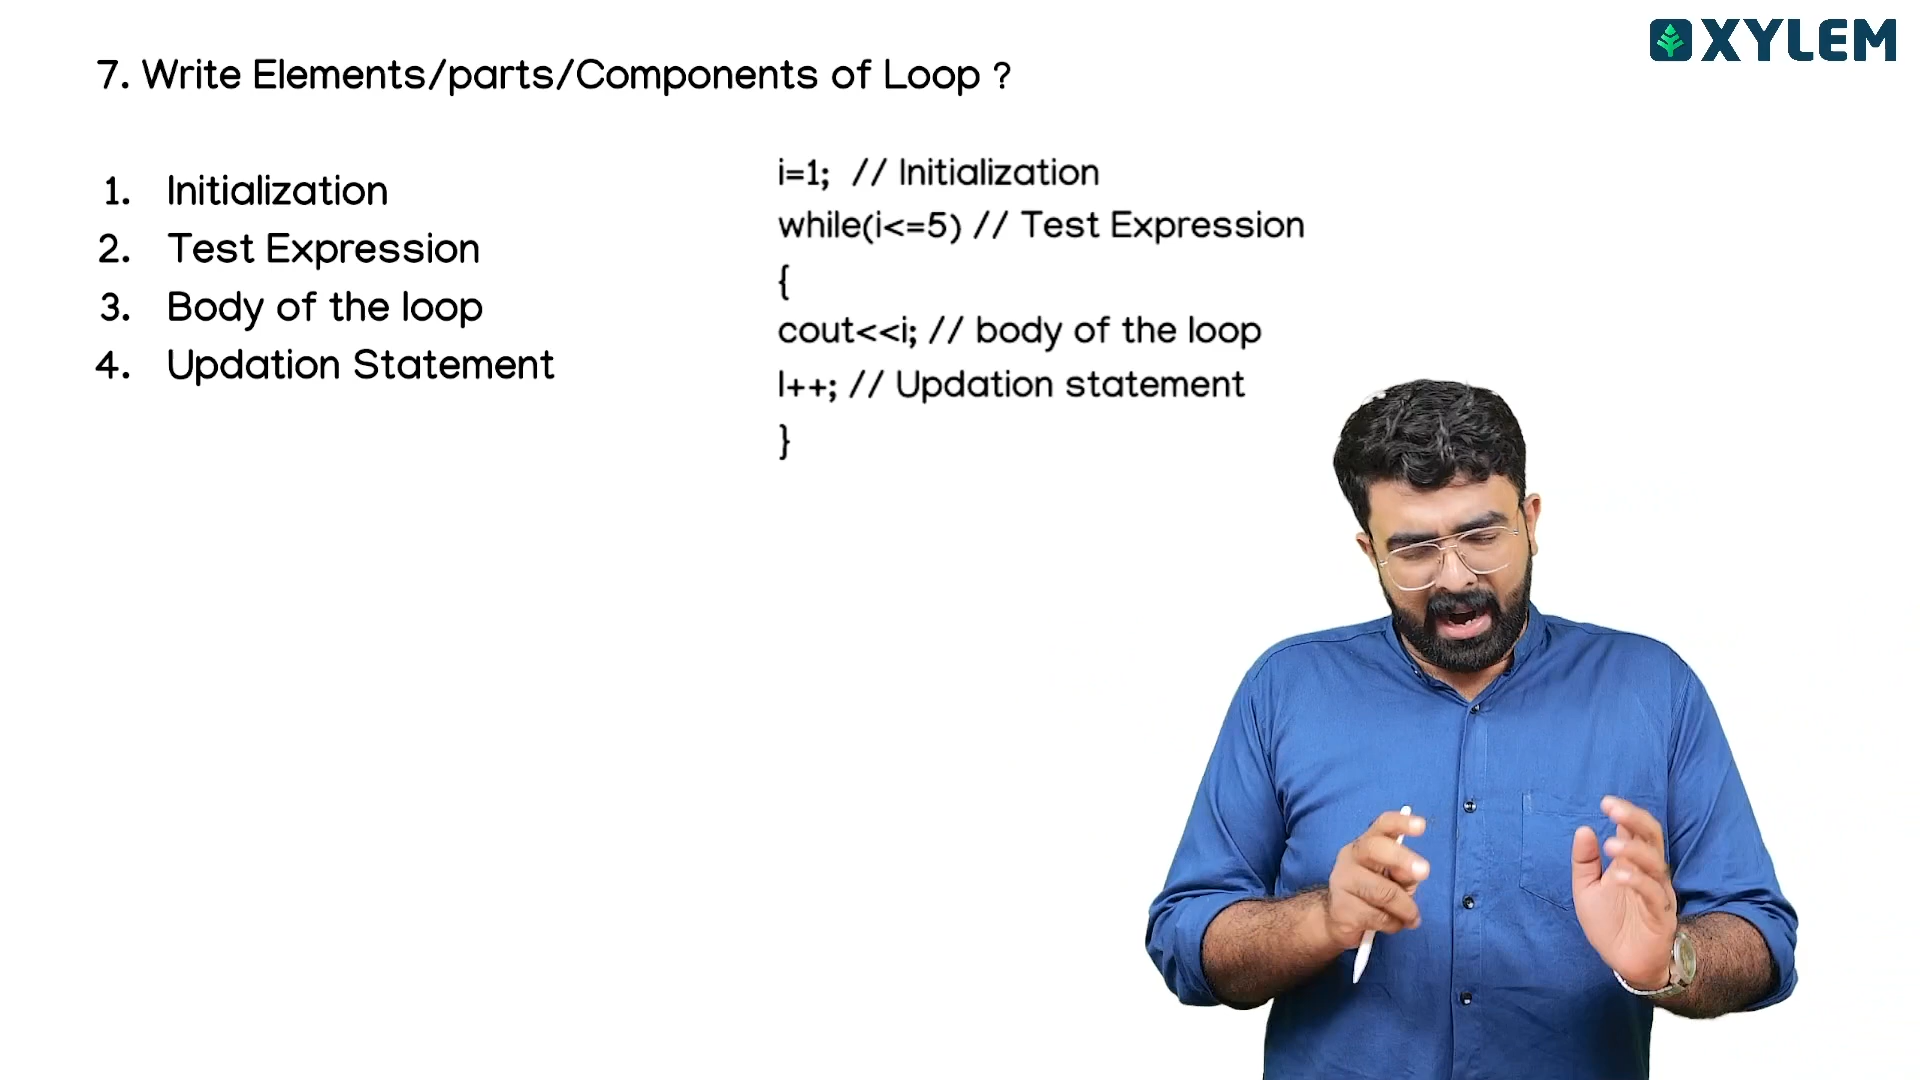 XYLEM
7. Write Elements/parts/Components of Loop ?
1. Initialization
2. Test Expression
3. Body of the loop
4. Updation Statement
i=1; // Initialization
while(i<=5) // Test Expression
{
cout<<i; // body of the loop
I++; // Updation statement
}